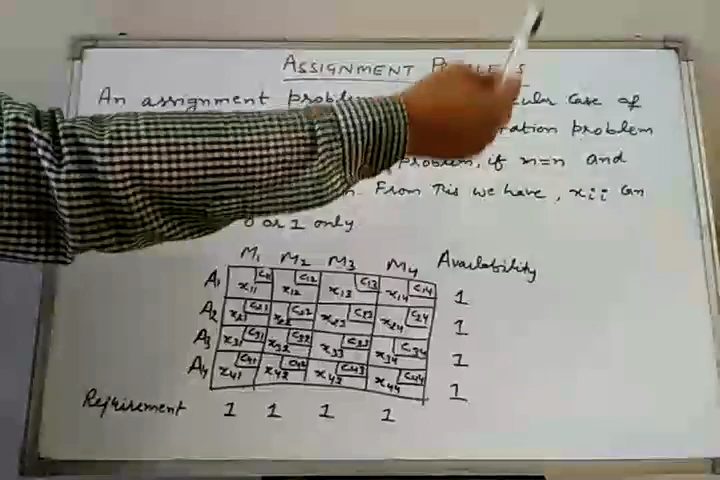 ASSIGNMENT
An assignment case of
problem
problem, if m=n and
From this we have, xij can
0 or 1 only
M1 M2 M3 M4 Availability
A1 x11 C11 x12 C12 x13 C13 x14 C14 1
A2 x21 C21 x22 C22 x23 C23 x24 C24 1
A3 x31 C31 x32 C32 x33 C33 x34 C34 1
A4 x41 C41 C42 C43 x44 C44 1
Requirement 1 1 1 1